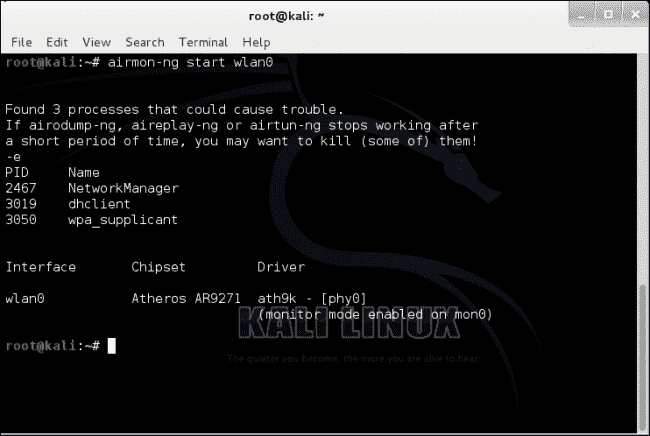 root@kali: ~
File Edit View Search Terminal Help
root@kali:~# airmon-ng start wlan0
Found 3 processes that could cause trouble.
If airodump-ng, aireplay-ng or airtun-ng stops working after
a short period of time, you may want to kill (some of) them!
-e
PID Name
2467 NetworkManager
3019 dhclient
3050 wpa_supplicant
Interface Chipset Driver
wlan0 Atheros AR9271 ath9k - [phy0]
(monitor mode enabled on mon0)
KALI LINUX
root@kali:~#
The quieter you become, the more you are able to hear.